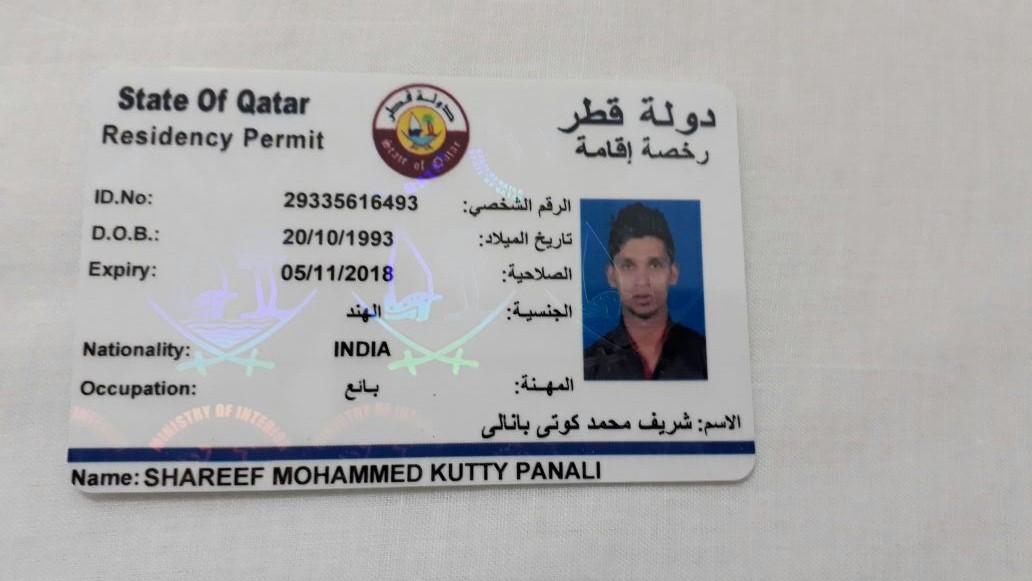 State Of Qatar
Residency Permit
دولة قطر
State of Qatar
دولة قطر
رخصة إقامة
ID.No: 29335616493 الرقم الشخصي:
D.O.B.: 20/10/1993 تاريخ الميلاد:
Expiry: 05/11/2018 الصلاحية:
الهند الجنسية:
Nationality: INDIA
Occupation: بائع المهنة:
الاسم: شريف محمد كوتى بانالى
MINISTRY OF INTERIOR
Name: SHAREEF MOHAMMED KUTTY PANALI